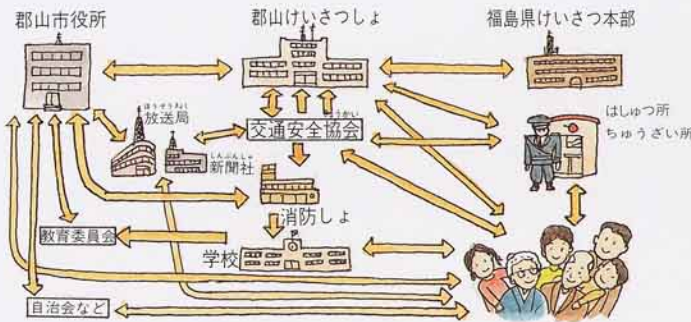 郡山市役所
郡山けいさつしょ
福島県けいさつ本部
ほうそうきょく
放送局
しんぶんしゃ
新聞社
きょうかい
交通安全協会
はしゅつ所
ちゅうざい所
消防しょ
教育委員会
学校
自治会など